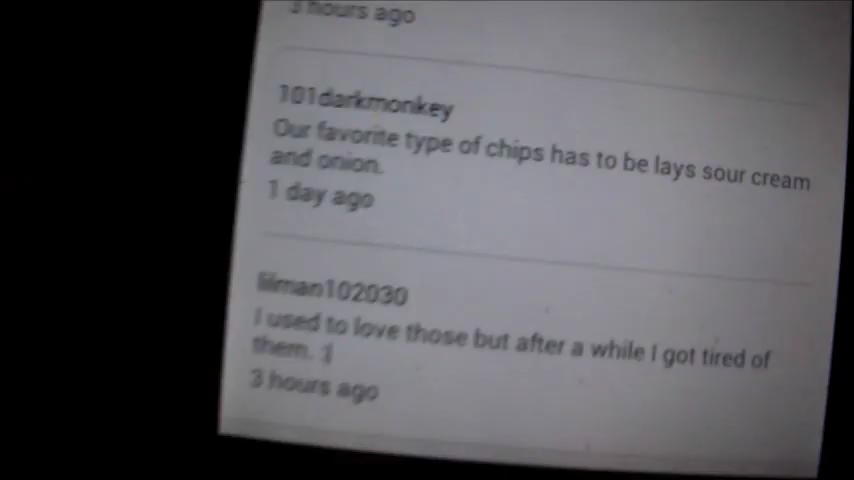 3 hours ago
101darkmonkey
Our favorite type of chips has to be lays sour cream
and onion.
1 day ago
lilman102030
I used to love those but after a while I got tired of
them. :|
3 hours ago